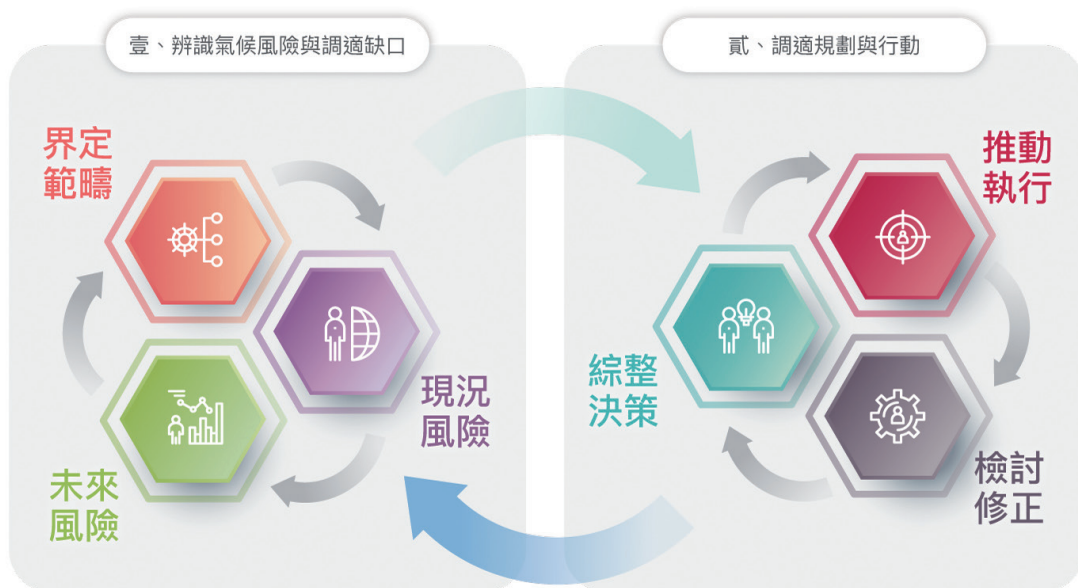 壹、辨識氣候風險與調適缺口
界定
範疇
現況
風險
未來
風險
貳、調適規劃與行動
推動
執行
綜整
決策
檢討
修正